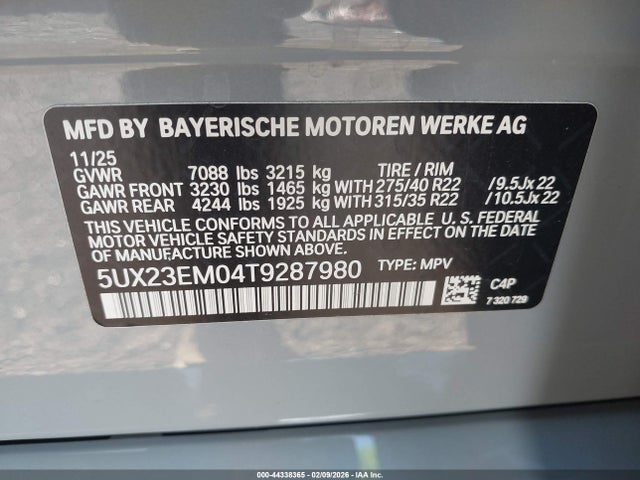 MFD BY BAYERISCHE MOTOREN WERKE AG
11/25
GVWR 7088 lbs 3215 kg TIRE / RIM
GAWR FRONT 3230 lbs 1465 kg WITH 275/40 R22 /9.5Jx22
GAWR REAR 4244 lbs 1925 kg WITH 315/35 R22 /10.5Jx22
THIS VEHICLE CONFORMS TO ALL APPLICABLE U. S. FEDERAL
MOTOR VEHICLE SAFETY STANDARDS IN EFFECT ON THE DATE
OF MANUFACTURE SHOWN ABOVE.
5UX23EM04T9287980 TYPE: MPV
C4P
7 320 729
000-44338365 - 02/09/2026 - IAA Inc.